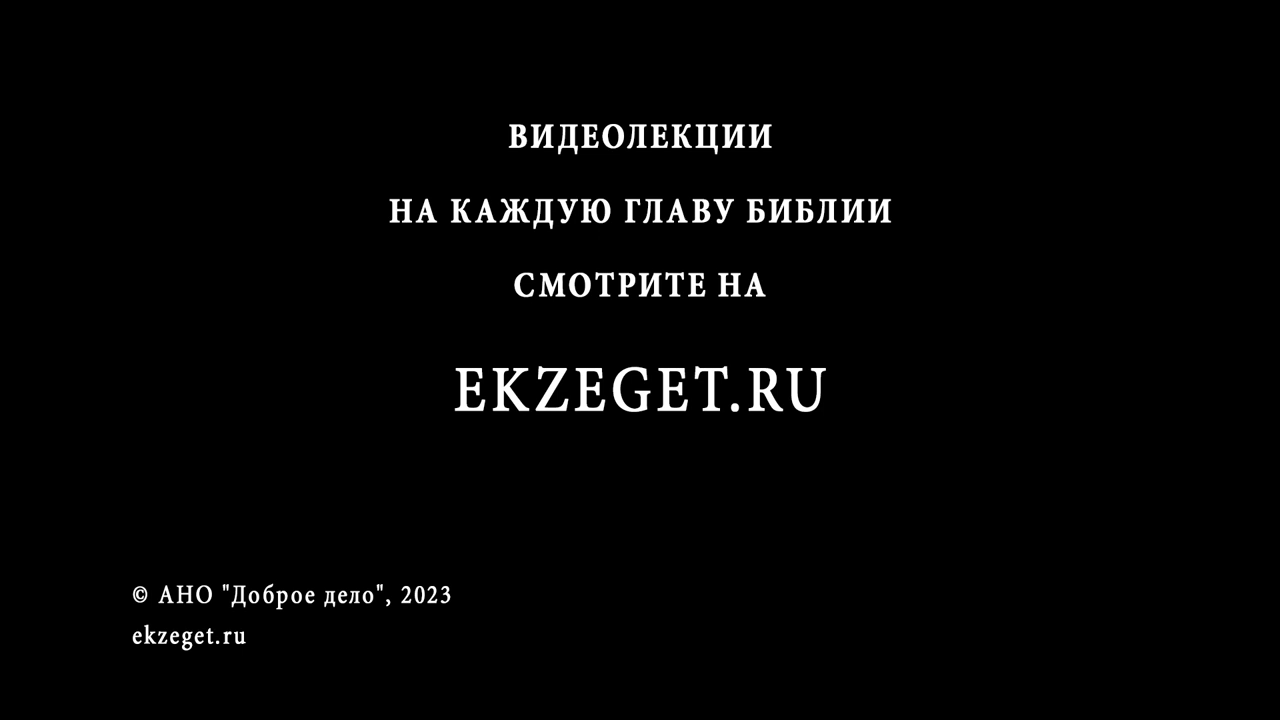 ВИДЕОЛЕКЦИИ
НА КАЖДУЮ ГЛАВУ БИБЛИИ
СМОТРИТЕ НА
EKZEGET.RU
© АНО "Доброе дело", 2023
ekzeget.ru